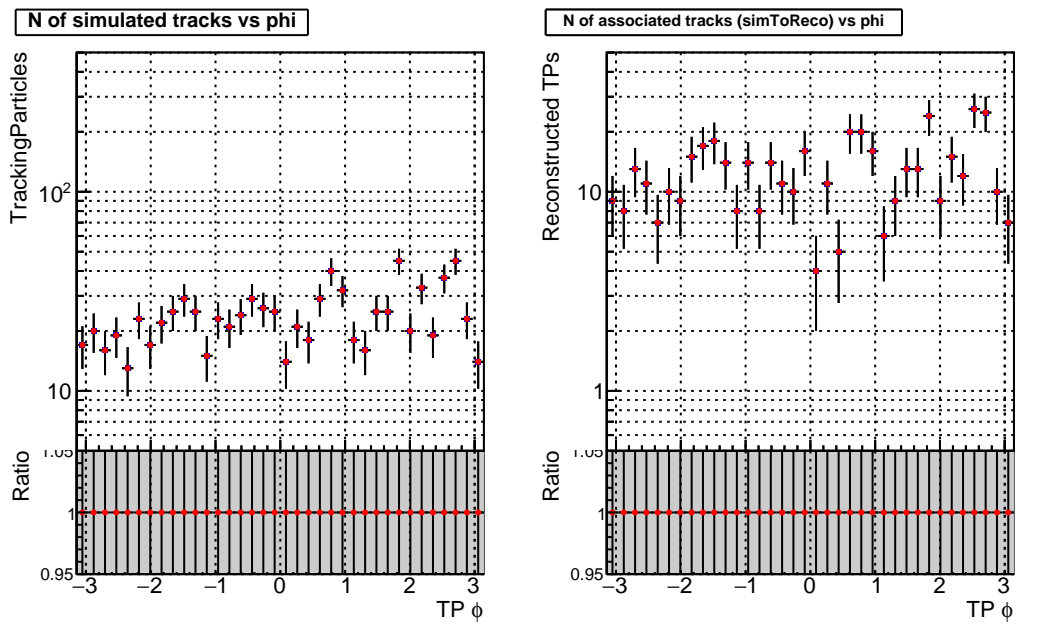 N of simulated tracks vs phi
TrackingParticles
10²
10
Ratio
1.05
1
0.95
−3 −2 −1 0 1 2 3
TP ϕ
N of associated tracks (simToReco) vs phi
Reconstructed TPs
10
1
Ratio
1.05
1
0.95
−3 −2 −1 0 1 2 3
TP ϕ